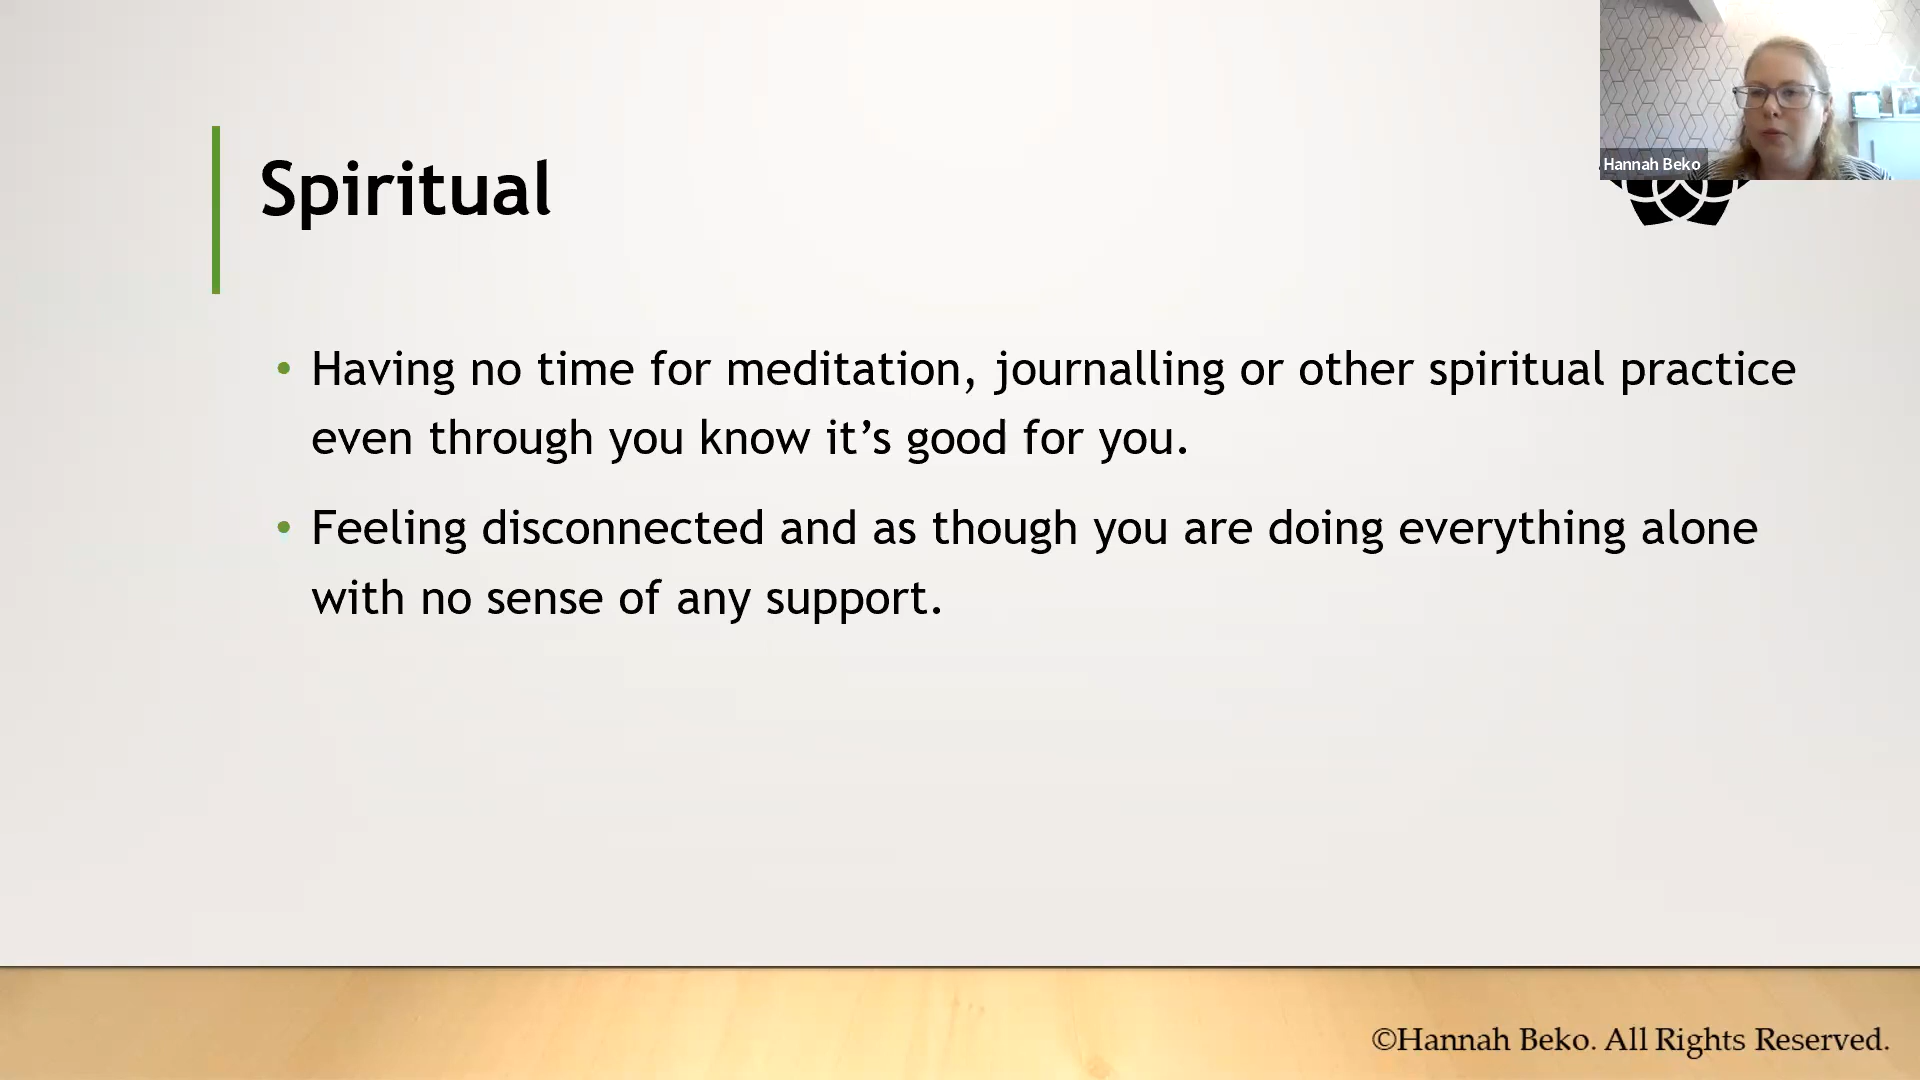 Hannah Beko
Spiritual
• Having no time for meditation, journalling or other spiritual practice
even through you know it’s good for you.
• Feeling disconnected and as though you are doing everything alone
with no sense of any support.
©Hannah Beko. All Rights Reserved.